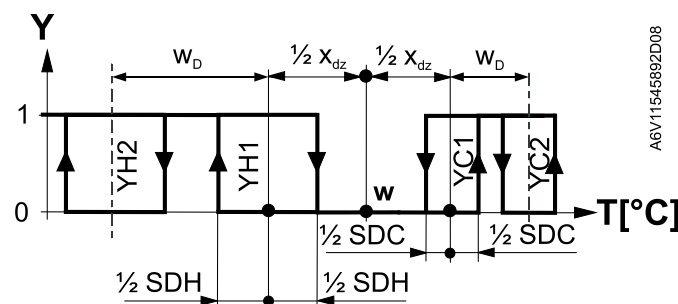 Y
W_D ½ x_dz ½ x_dz W_D
1
YH2 YH1 YC1 YC2
w
0 T[°C]
½ SDC ½ SDC
½ SDH ½ SDH
A6V11545892D08